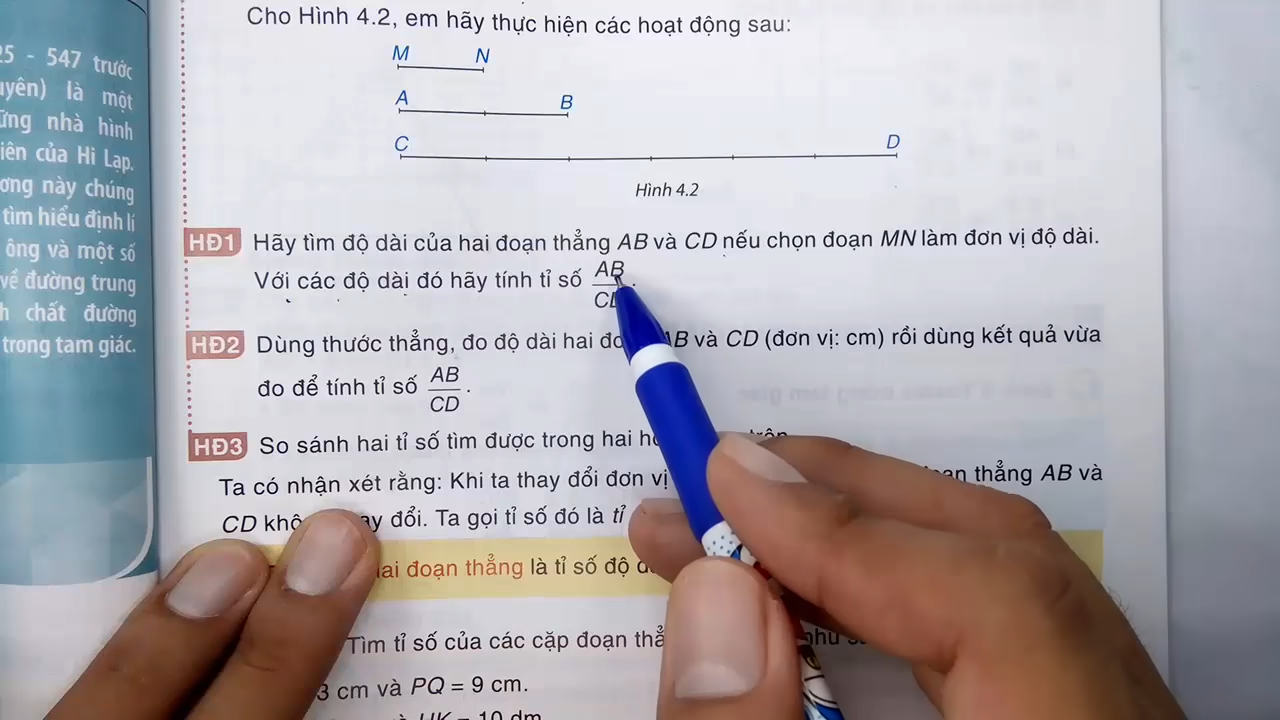 25 - 547 trước
uyên) là một
ững nhà hình
iên của Hi Lạp.
ơng này chúng
tìm hiểu định lí
ông và một số
về đường trung
h chất đường
trong tam giác.
Cho Hình 4.2, em hãy thực hiện các hoạt động sau:
M N
A B
C D
Hình 4.2
HĐ1 Hãy tìm độ dài của hai đoạn thẳng AB và CD nếu chọn đoạn MN làm đơn vị độ dài.
Với các độ dài đó hãy tính tỉ số AB/CD.
HĐ2 Dùng thước thẳng, đo độ dài hai đo AB và CD (đơn vị: cm) rồi dùng kết quả vừa
đo để tính tỉ số AB/CD.
HĐ3 So sánh hai tỉ số tìm được trong hai h trên
Ta có nhận xét rằng: Khi ta thay đổi đơn vị thẳng AB và
CD khô ay đổi. Ta gọi tỉ số đó là tỉ
hai đoạn thẳng là tỉ số độ d
Tìm tỉ số của các cặp đoạn thẳ như s
3 cm và PQ = 9 cm.
HK = 10 dm